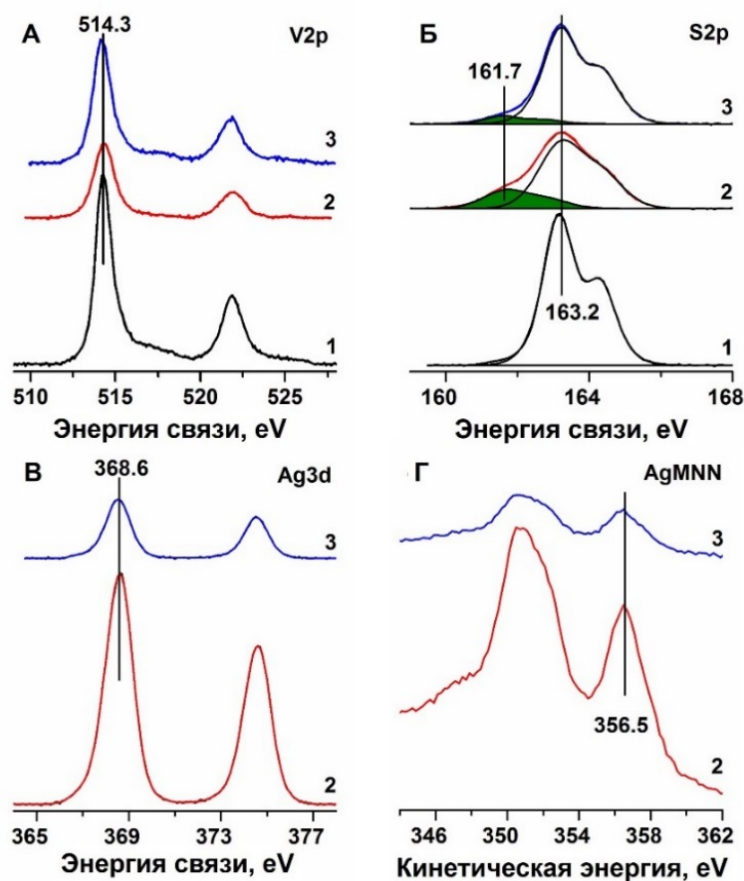 А
514.3
V2p
3
2
1
510
515
520
525
Энергия связи, eV
Б
S2p
161.7
3
2
163.2
1
160
164
168
Энергия связи, eV
В
368.6
Ag3d
3
2
365
369
373
377
Энергия связи, eV
Г
AgMNN
3
356.5
2
346
350
354
358
362
Кинетическая энергия, eV